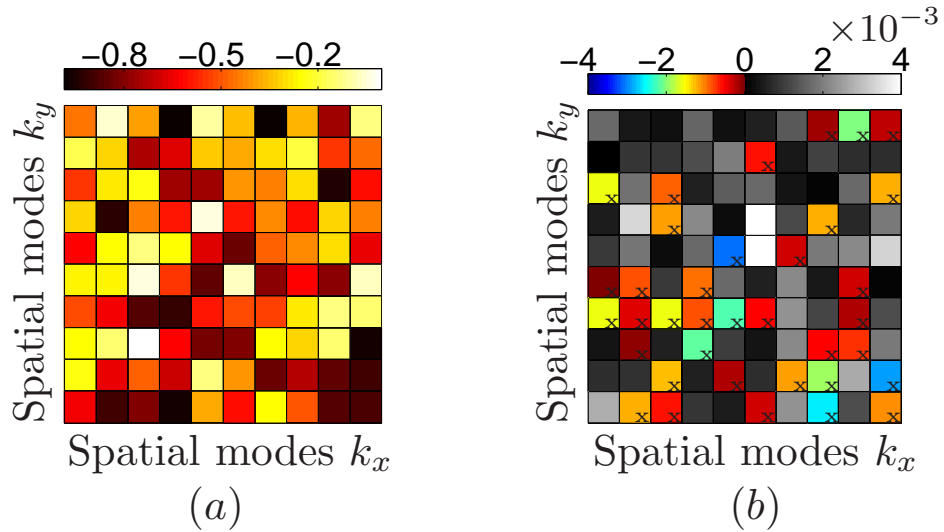 ×10⁻³
−0.8 −0.5 −0.2
−4 −2 0 2 4
Spatial modes k_y
Spatial modes k_y
x x x
x
x x
x x
x x
x x x x
x x x x x x x
x x x x
x x x x x
x x x x x
Spatial modes k_x
Spatial modes k_x
(a)
(b)